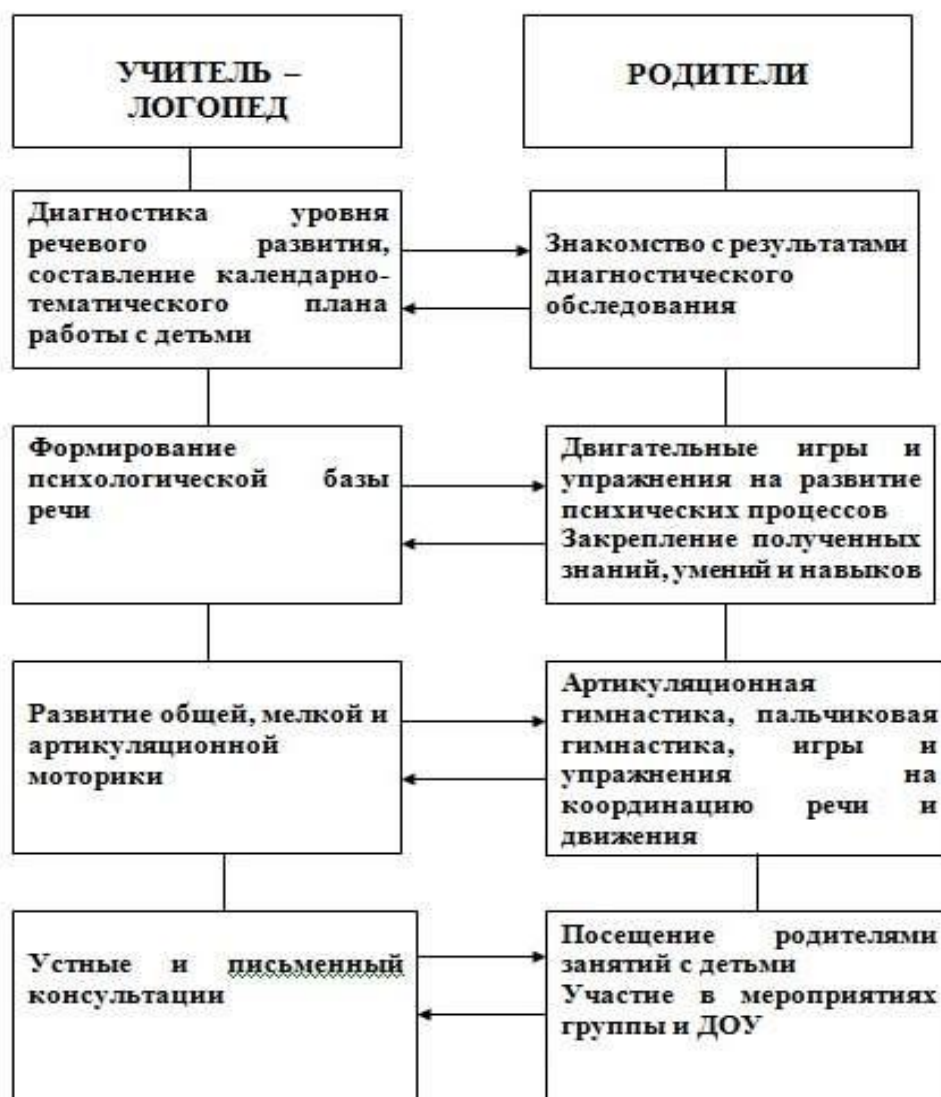 УЧИТЕЛЬ –
ЛОГОПЕД
РОДИТЕЛИ
Диагностика уровня
речевого развития,
составление календарно-
тематического плана
работы с детьми
Знакомство с результатами
диагностического
обследования
Формирование
психологической базы
речи
Двигательные игры и
упражнения на развитие
психических процессов
Закрепление полученных
знаний, умений и навыков
Развитие общей, мелкой и
артикуляционной
моторики
Артикуляционная
гимнастика, пальчиковая
гимнастика, игры и
упражнения на
координацию речи и
движения
Устные и письменный
консультации
Посещение родителями
занятий с детьми
Участие в мероприятиях
группы и ДОУ